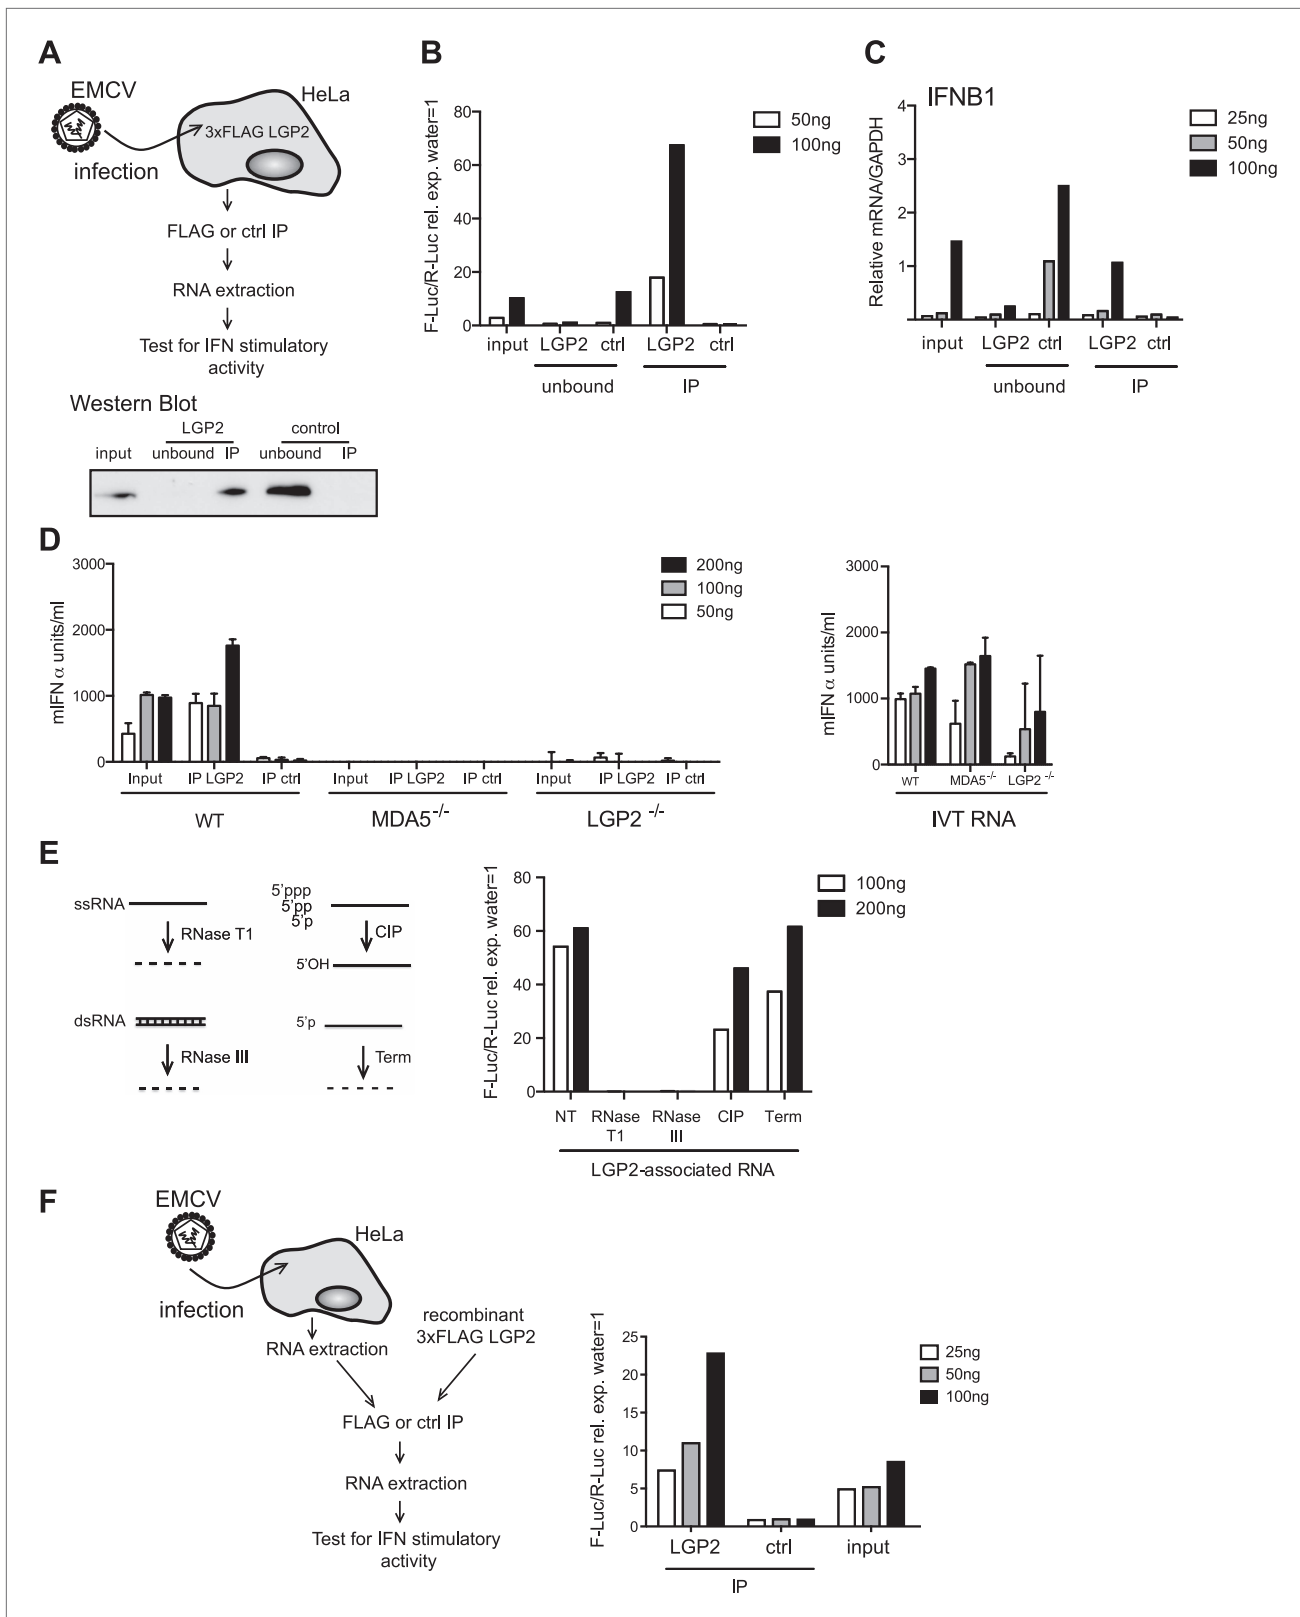 A
EMCV
HeLa
3xFLAG LGP2
infection
FLAG or ctrl IP
RNA extraction
Test for IFN stimulatory
activity
Western Blot
LGP2 control
input unbound IP unbound IP
B
F-Luc/R-Luc rel. exp. water=1
80
60
40
20
0
50ng
100ng
input LGP2 ctrl LGP2 ctrl
unbound IP
C
IFNB1
Relative mRNA/GAPDH
4
3
2
1
25ng
50ng
100ng
input LGP2 ctrl LGP2 ctrl
unbound IP
D
mIFN α units/ml
3000
2000
1000
0
200ng
100ng
50ng
Input IP LGP2 IP ctrl Input IP LGP2 IP ctrl Input IP LGP2 IP ctrl
WT MDA5-/- LGP2 -/-
mIFN α units/ml
3000
2000
1000
0
WT MDA5-/- LGP2 -/-
IVT RNA
E
ssRNA
RNase T1
dsRNA
RNase III
5'ppp
5'pp
5'p
CIP
5'OH
5'p
Term
F-Luc/R-Luc rel. exp. water=1
80
60
40
20
0
100ng
200ng
NT RNase RNase CIP Term
T1 III
LGP2-associated RNA
F
EMCV
HeLa
infection
RNA extraction
recombinant
3xFLAG LGP2
FLAG or ctrl IP
RNA extraction
Test for IFN stimulatory
activity
F-Luc/R-Luc rel. exp. water=1
25
20
15
10
5
0
25ng
50ng
100ng
LGP2 ctrl input
IP